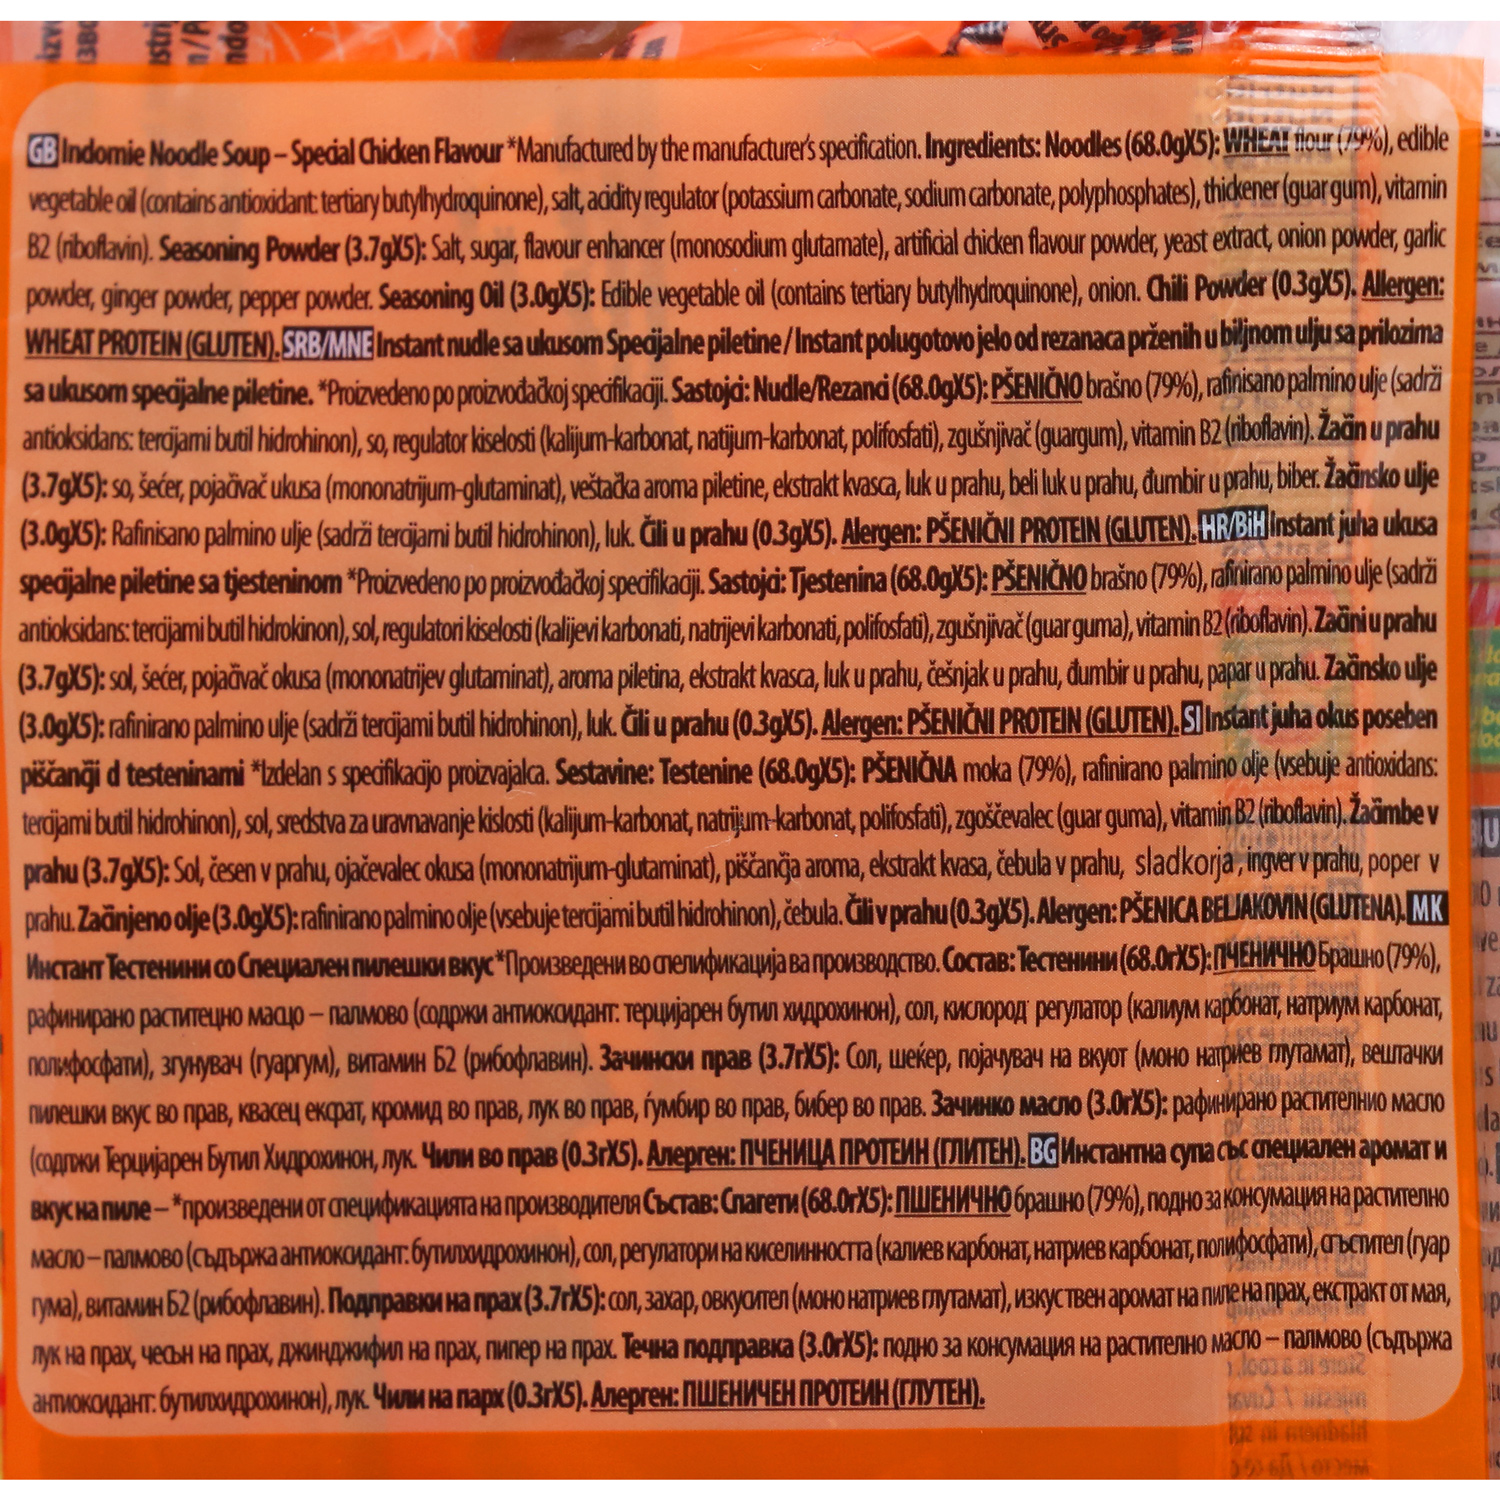 GB Indomie Noodle Soup – Special Chicken Flavour *Manufactured by the manufacturer's specification. Ingredients: Noodles (68.0gX5): WHEAT flour (79%), edible
vegetable oil (contains antioxidant: tertiary butylhydroquinone), salt, acidity regulator (potassium carbonate, sodium carbonate, polyphosphates), thickener (guar gum), vitamin
B2 (riboflavin). Seasoning Powder (3.7gX5): Salt, sugar, flavour enhancer (monosodium glutamate), artificial chicken flavour powder, yeast extract, onion powder, garlic
powder, ginger powder, pepper powder. Seasoning Oil (3.0gX5): Edible vegetable oil (contains tertiary butylhydroquinone), onion. Chili Powder (0.3gX5). Allergen:
WHEAT PROTEIN (GLUTEN). SRB/MNE Instant nudle sa ukusom Specijalne piletine / Instant polugotovo jelo od rezanaca prženih u biljnom ulju sa prilozima
sa ukusom specijalne piletine. *Proizvedeno po proizvođačkoj specifikaciji. Sastojci: Nudle/Rezanci (68.0gX5): PŠENIČNO brašno (79%), rafinisano palmino ulje (sadrži
antioksidans: tercijarni butil hidrohinon), so, regulator kiselosti (kalijum-karbonat, natijum-karbonat, polifosfati), zgušnjivač (guargum), vitamin B2 (riboflavin). Začin u prahu
(3.7gX5): so, šećer, pojačivač ukusa (mononatrijum-glutaminat), veštačka aroma piletine, ekstrakt kvasca, luk u prahu, beli luk u prahu, đumbir u prahu, biber. Začinsko ulje
(3.0gX5): Rafinisano palmino ulje (sadrži tercijarni butil hidrohinon), luk. Čili u prahu (0.3gX5). Alergen: PŠENIČNI PROTEIN (GLUTEN). HR/BiH Instant juha ukusa
specijalne piletine sa tjesteninom *Proizvedeno po proizvođačkoj specifikaciji. Sastojci: Tjestenina (68.0gX5): PŠENIČNO brašno (79%), rafinirano palmino ulje (sadrži
antioksidans: tercijarni butil hidrokinon), sol, regulatori kiselosti (kalijevi karbonati, natrijevi karbonati, polifosfati), zgušnjivač (guar guma), vitamin B2 (riboflavin). Začini u prahu
(3.7gX5): sol, šećer, pojačivač okusa (mononatrijev glutaminat), aroma piletina, ekstrakt kvasca, luk u prahu, češnjak u prahu, đumbir u prahu, papar u prahu. Začinsko ulje
(3.0gX5): rafinirano palmino ulje (sadrži tercijarni butil hidrohinon), luk. Čili u prahu (0.3gX5). Alergen: PŠENIČNI PROTEIN (GLUTEN). SI Instant juha okus poseben
piščančji d testeninami *Izdelan s specifikacijo proizvajalca. Sestavine: Testenine (68.0gX5): PŠENIČNA moka (79%), rafinirano palmino olje (vsebuje antioxidans:
tercijarni butil hidrohinon), sol, sredstva za uravnavanje kislosti (kalijum-karbonat, natrijum-karbonat, polifosfati), zgoščevalec (guar guma), vitamin B2 (riboflavin). Začimbe v
prahu (3.7gX5): Sol, česen v prahu, ojačevalec okusa (mononatrijum-glutaminat), piščančja aroma, ekstrakt kvasa, čebula v prahu, sladkorja, ingver v prahu, poper v
prahu. Začinjeno olje (3.0gX5): rafinirano palmino olje (vsebuje tercijarni butil hidrohinon), čebula. Čili v prahu (0.3gX5). Alergen: PŠENICA BELJAKOVIN (GLUTENA). MK
Инстант Тестенини со Специален пилешки вкус *Произведени во спелификација ва производство. Состав: Тестенини (68.0гX5): ПЧЕНИЧНО Брашно (79%),
рафинирано раститецно масцо – палмово (содржи антиоксидант: терцијарен бутил хидрохинон), сол, кислород регулатор (калиум карбонат, натриум карбонат,
полифосфати), згунувач (гуаргум), витамин Б2 (рибофлавин). Зачински прав (3.7гX5): Сол, шеќер, појачувач на вкуот (моно натриев глутамат), вештачки
пилешки вкус во прав, квасец ексрат, кромид во прав, лук во прав, ѓумбир во прав, бибер во прав. Зачинко масло (3.0гX5): рафинирано растителнио масло
(содпжи Терцијарен Бутил Хидрохинон, лук. Чили во прав (0.3гX5). Алерген: ПЧЕНИЦА ПРОТЕИН (ГЛИТЕН). BG Инстантна супа със специален аромат и
вкус на пиле – *произведени от спецификацията на производителя Състав: Спагети (68.0гX5): ПШЕНИЧНО брашно (79%), подно за консумация на растително
масло – палмово (съдържа антиоксидант: бутилхидрохинон), сол, регулатори на киселинността (калиев карбонат, натриев карбонат, полифосфати), сгъстител (гуар
гума), витамин Б2 (рибофлавин). Подправки на прах (3.7гX5): сол, захар, овкусител (моно натриев глутамат), изкуствен аромат на пиле на прах, екстракт от мая,
лук на прах, чесън на прах, джинджифил на прах, пипер на прах. Течна подправка (3.0гX5): подно за консумация на растително масло – палмово (съдържа
антиоксидант: бутилхидрохинон), лук. Чили на парх (0.3гX5). Алерген: ПШЕНИЧЕН ПРОТЕИН (ГЛУТЕН).